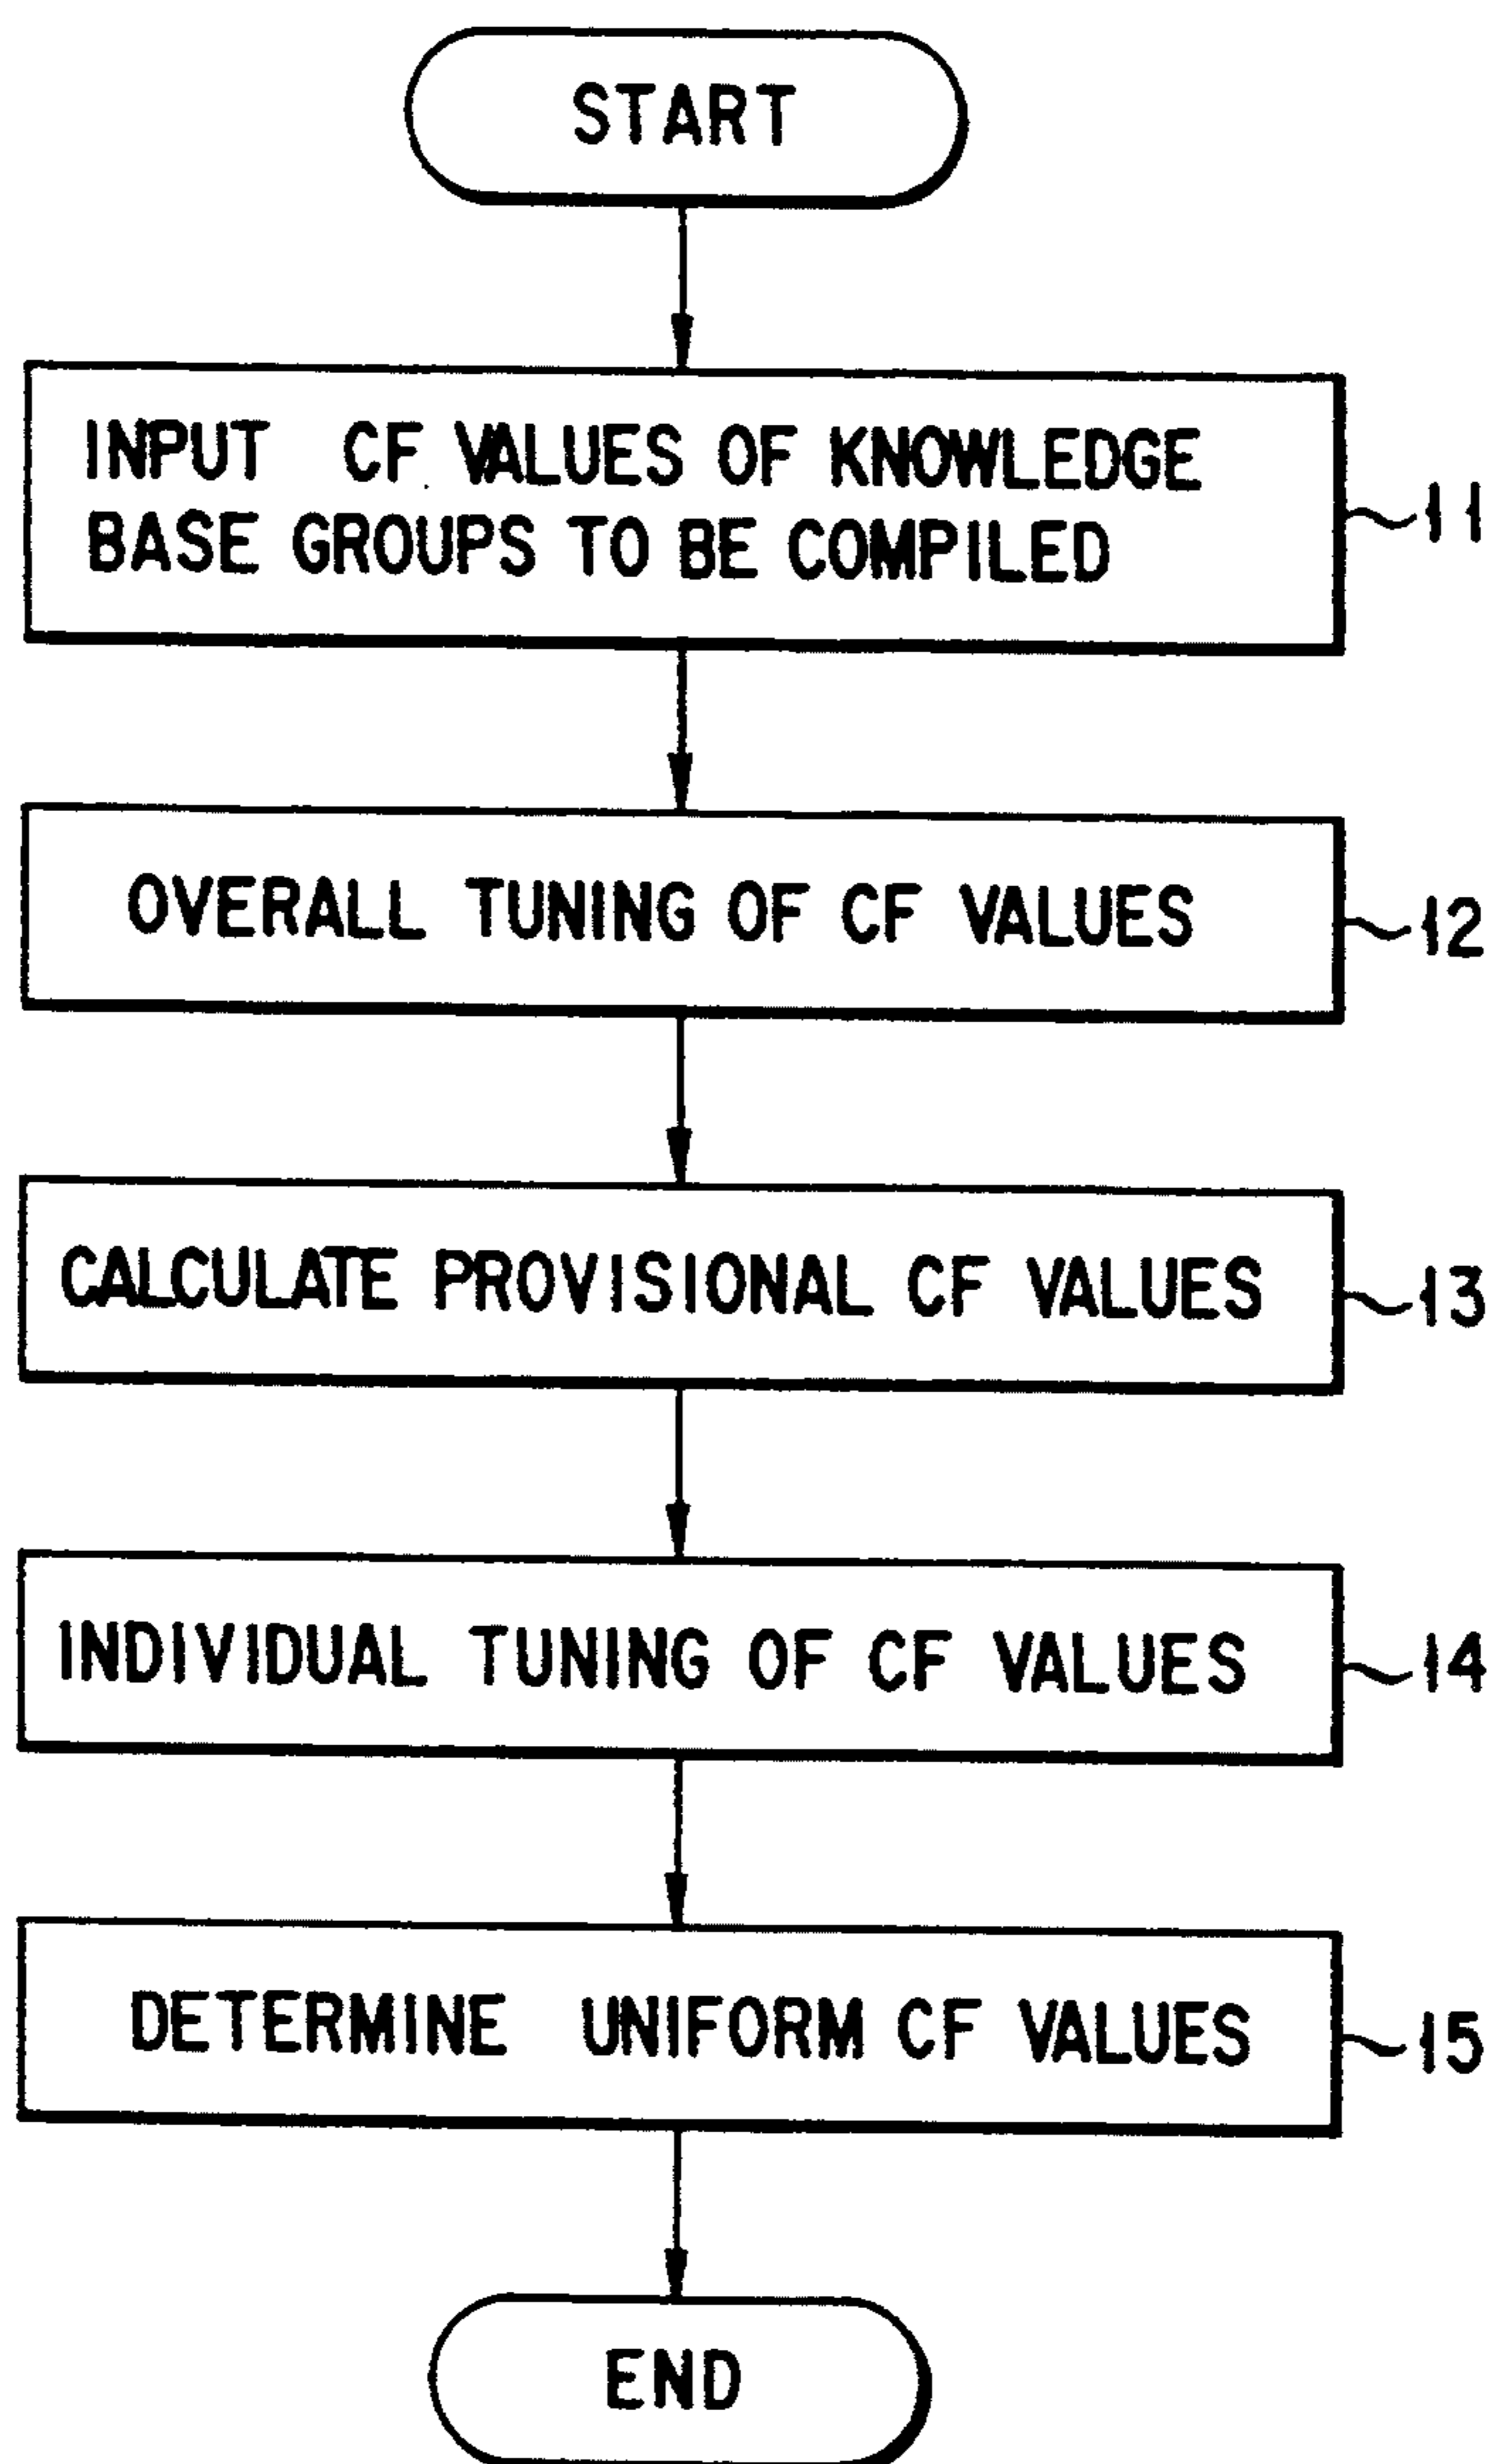 START
INPUT CF VALUES OF KNOWLEDGE
BASE GROUPS TO BE COMPILED
11
OVERALL TUNING OF CF VALUES
12
CALCULATE PROVISIONAL CF VALUES
13
INDIVIDUAL TUNING OF CF VALUES
14
DETERMINE UNIFORM CF VALUES
15
END